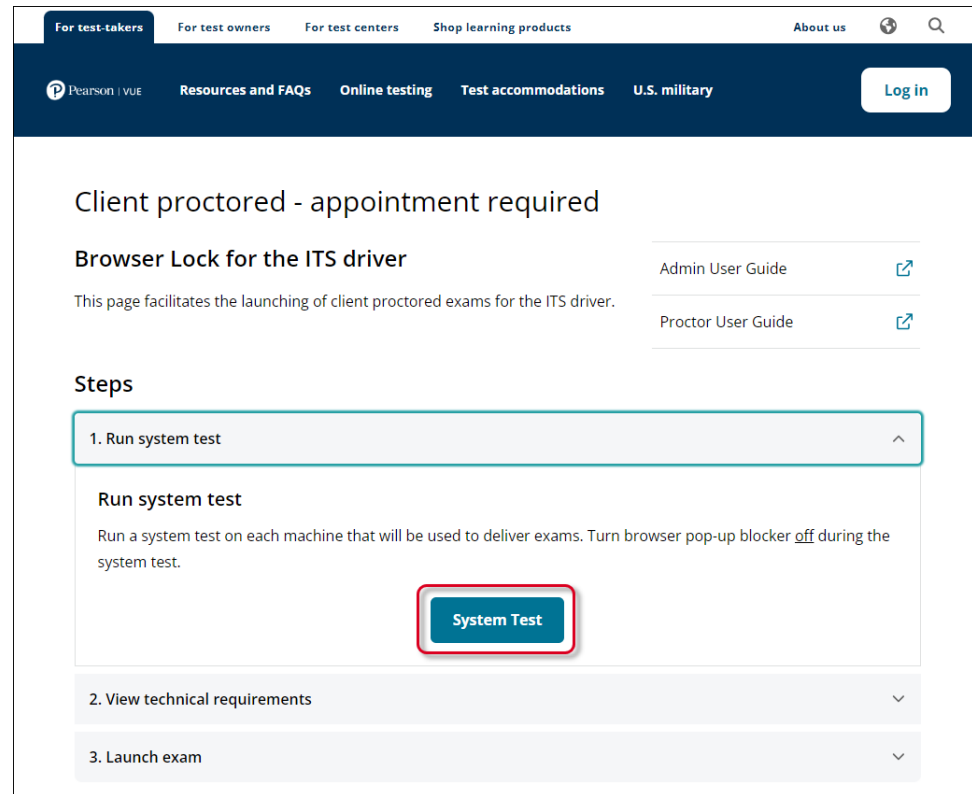 For test-takers For test owners For test centers Shop learning products About us
Pearson | VUE Resources and FAQs Online testing Test accommodations U.S. military Log in
Client proctored - appointment required
Browser Lock for the ITS driver
This page facilitates the launching of client proctored exams for the ITS driver.
Admin User Guide
Proctor User Guide
Steps
1. Run system test
Run system test
Run a system test on each machine that will be used to deliver exams. Turn browser pop-up blocker off during the
system test.
System Test
2. View technical requirements
3. Launch exam